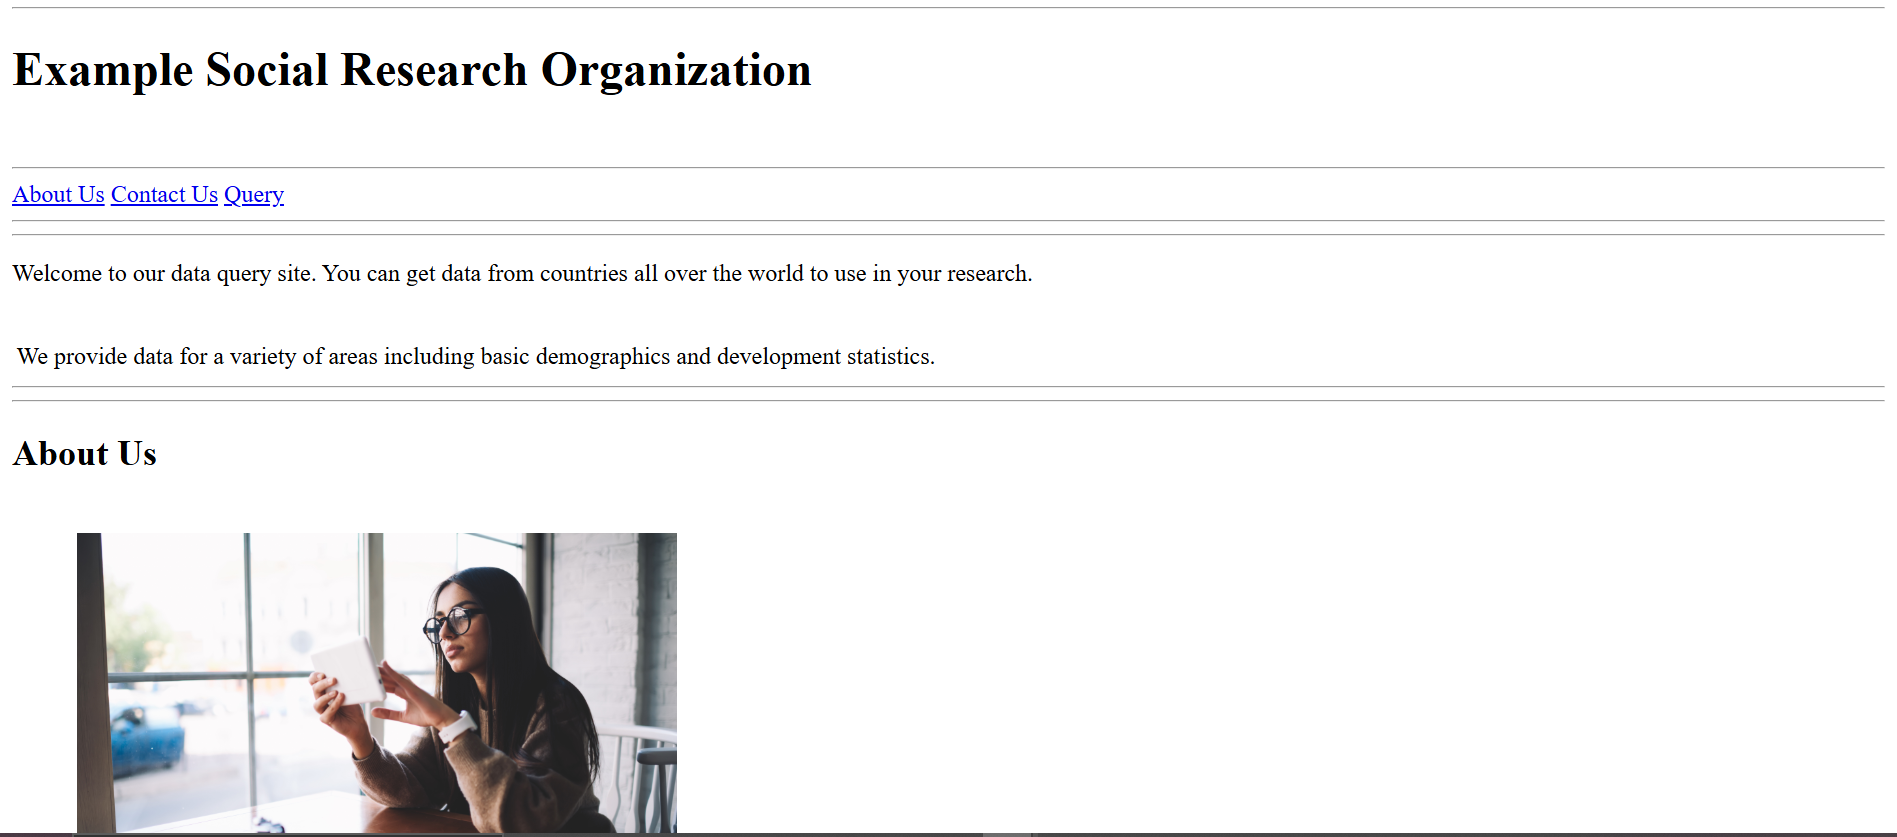 Example Social Research Organization
About Us Contact Us Query
Welcome to our data query site. You can get data from countries all over the world to use in your research.
We provide data for a variety of areas including basic demographics and development statistics.
About Us